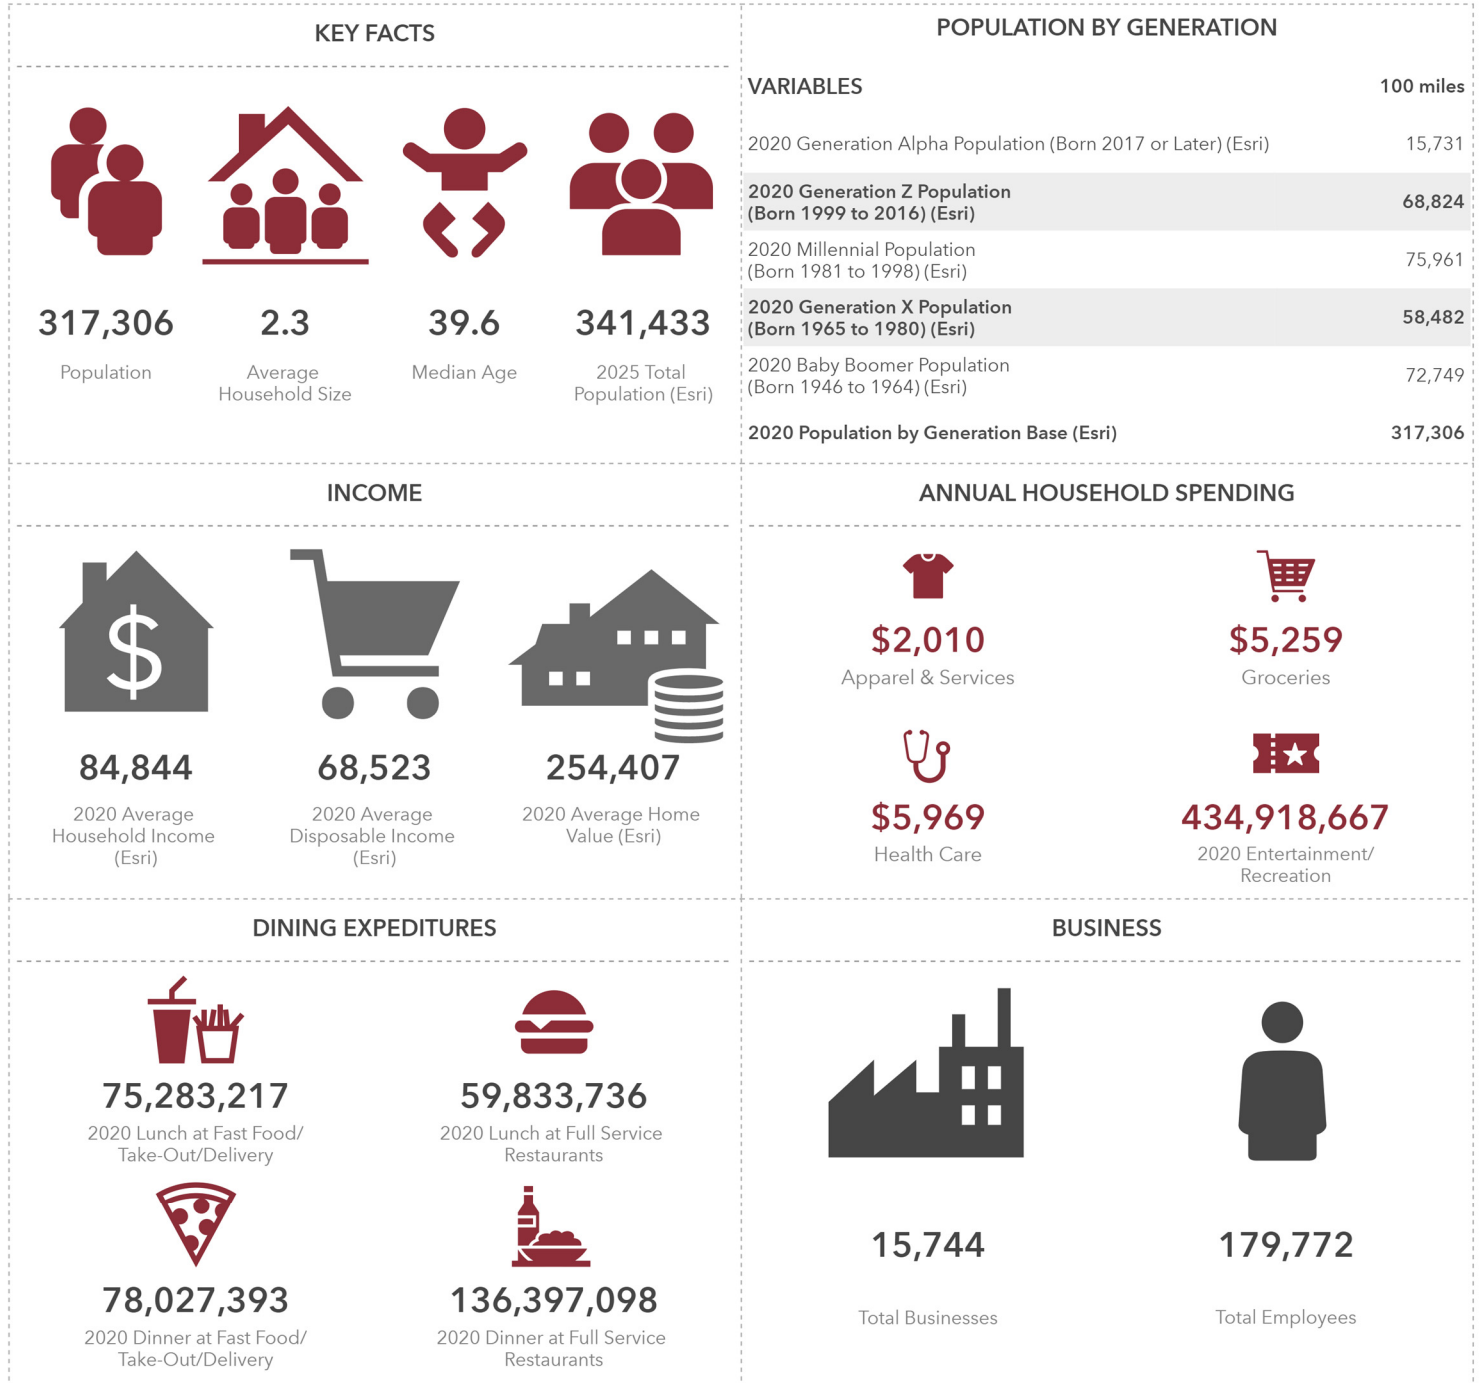 KEY FACTS
317,306
Population
2.3
Average
Household Size
39.6
Median Age
341,433
2025 Total
Population (Esri)
POPULATION BY GENERATION
VARIABLES 100 miles
2020 Generation Alpha Population (Born 2017 or Later) (Esri) 15,731
2020 Generation Z Population
(Born 1999 to 2016) (Esri) 68,824
2020 Millennial Population
(Born 1981 to 1998) (Esri) 75,961
2020 Generation X Population
(Born 1965 to 1980) (Esri) 58,482
2020 Baby Boomer Population
(Born 1946 to 1964) (Esri) 72,749
2020 Population by Generation Base (Esri) 317,306
INCOME
$
84,844
2020 Average
Household Income
(Esri)
68,523
2020 Average
Disposable Income
(Esri)
254,407
2020 Average Home
Value (Esri)
ANNUAL HOUSEHOLD SPENDING
$2,010
Apparel & Services
$5,259
Groceries
$5,969
Health Care
434,918,667
2020 Entertainment/
Recreation
DINING EXPEDITURES
75,283,217
2020 Lunch at Fast Food/
Take-Out/Delivery
59,833,736
2020 Lunch at Full Service
Restaurants
78,027,393
2020 Dinner at Fast Food/
Take-Out/Delivery
136,397,098
2020 Dinner at Full Service
Restaurants
BUSINESS
15,744
Total Businesses
179,772
Total Employees